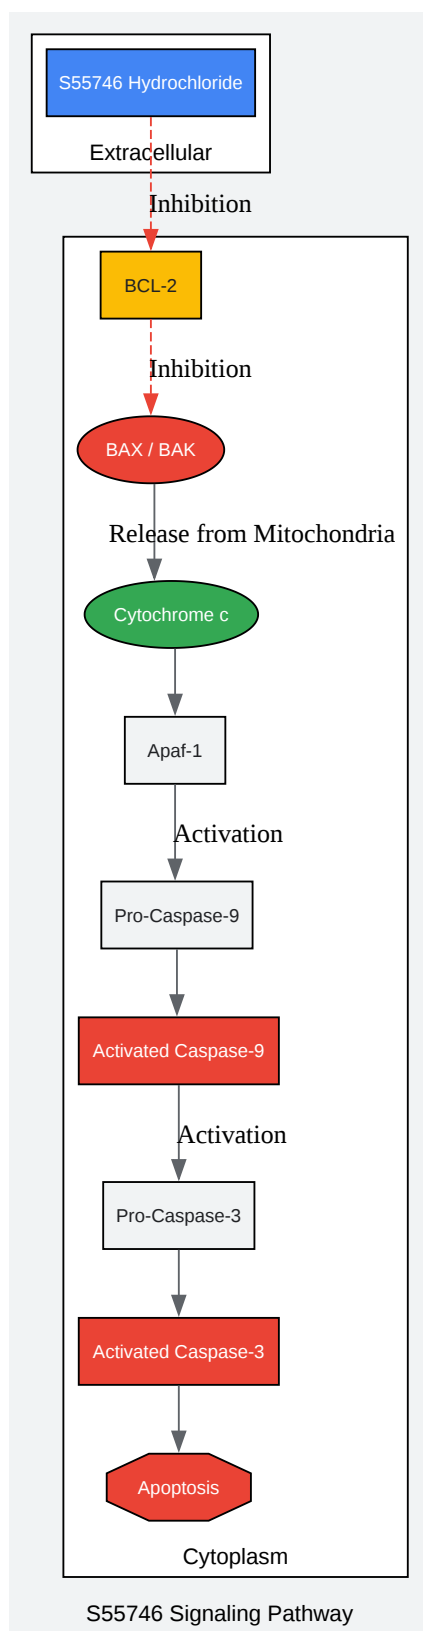 S55746 Hydrochloride
Extracellular
Inhibition
BCL-2
Inhibition
BAX / BAK
Release from Mitochondria
Cytochrome c
Apaf-1
Activation
Pro-Caspase-9
Activated Caspase-9
Activation
Pro-Caspase-3
Activated Caspase-3
Apoptosis
Cytoplasm
S55746 Signaling Pathway